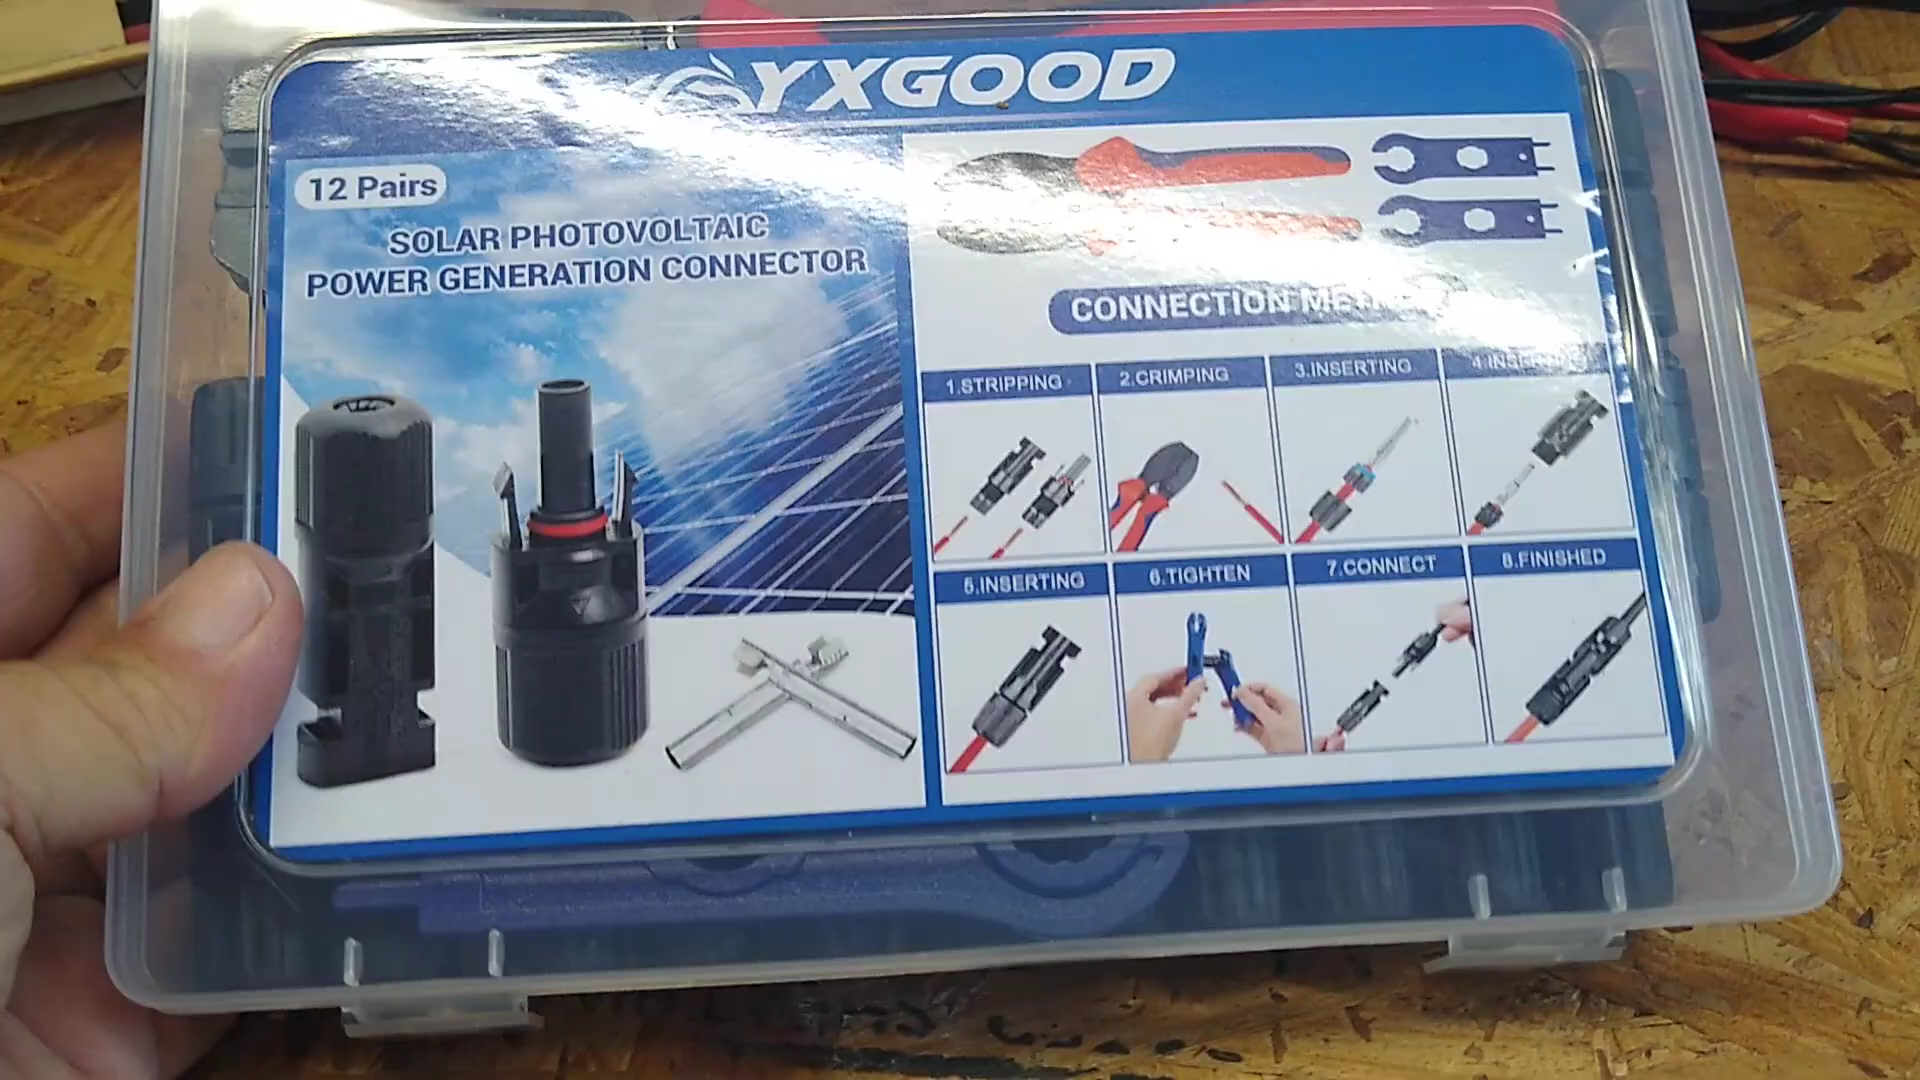 YXGOOD
12 Pairs
SOLAR PHOTOVOLTAIC
POWER GENERATION CONNECTOR
CONNECTION
1.STRIPPING
2.CRIMPING
3.INSERTING
5.INSERTING
6.TIGHTEN
7.CONNECT
8.FINISHED